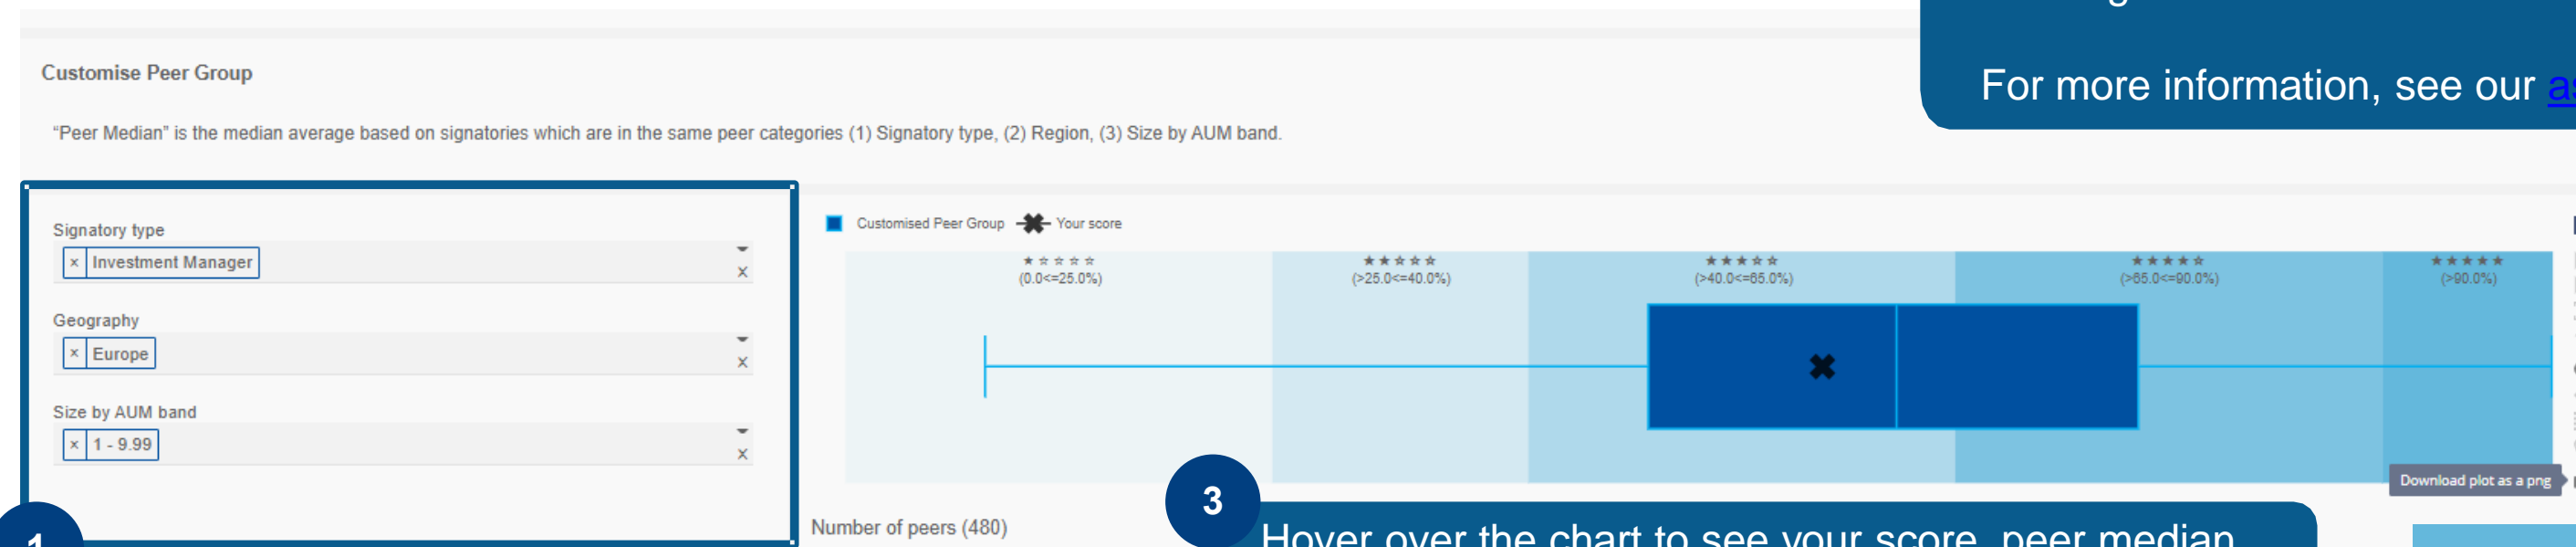 For more information, see our
Customise Peer Group
“Peer Median” is the median average based on signatories which are in the same peer categories (1) Signatory type, (2) Region, (3) Size by AUM band.
Signatory type
× Investment Manager
Geography
× Europe
Size by AUM band
× 1 - 9.99
1
Customised Peer Group Your score
★☆☆☆☆ ★★☆☆☆ ★★★☆☆ ★★★★☆ ★★★★★
(0.0<=25.0%) (>25.0<=40.0%) (>40.0<=65.0%) (>65.0<=90.0%) (>90.0%)
Download plot as a png
Number of peers (480)
3
Hover over the chart to see your score, peer median